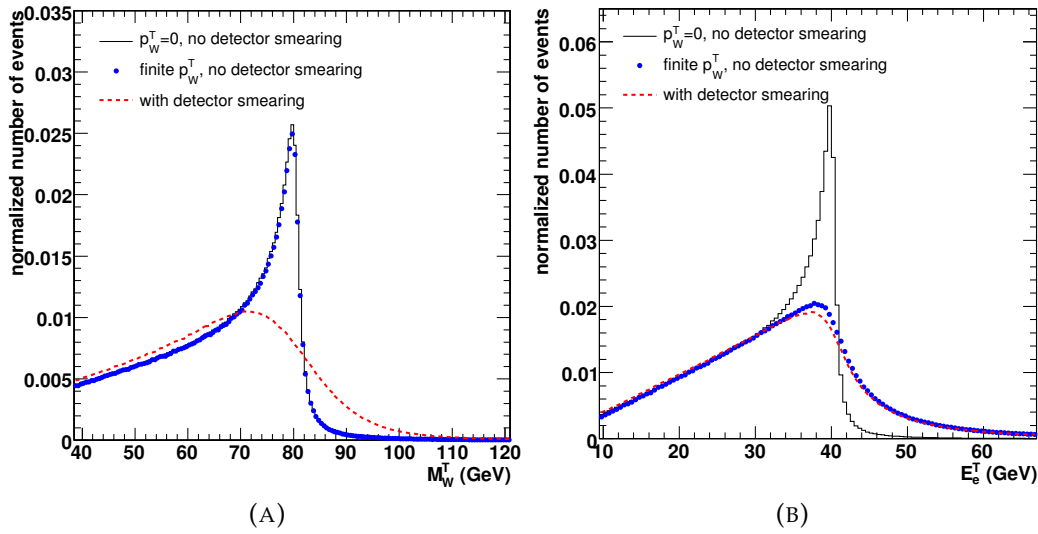 normalized number of events
0.035
0.03
0.025
0.02
0.015
0.01
0.005
0
p_W^T=0, no detector smearing
finite p_W^T, no detector smearing
with detector smearing
40 50 60 70 80 90 100 110 120
M_W^T (GeV)
(A)
normalized number of events
0.06
0.05
0.04
0.03
0.02
0.01
0
p_W^T=0, no detector smearing
finite p_W^T, no detector smearing
with detector smearing
10 20 30 40 50 60
E_e^T (GeV)
(B)